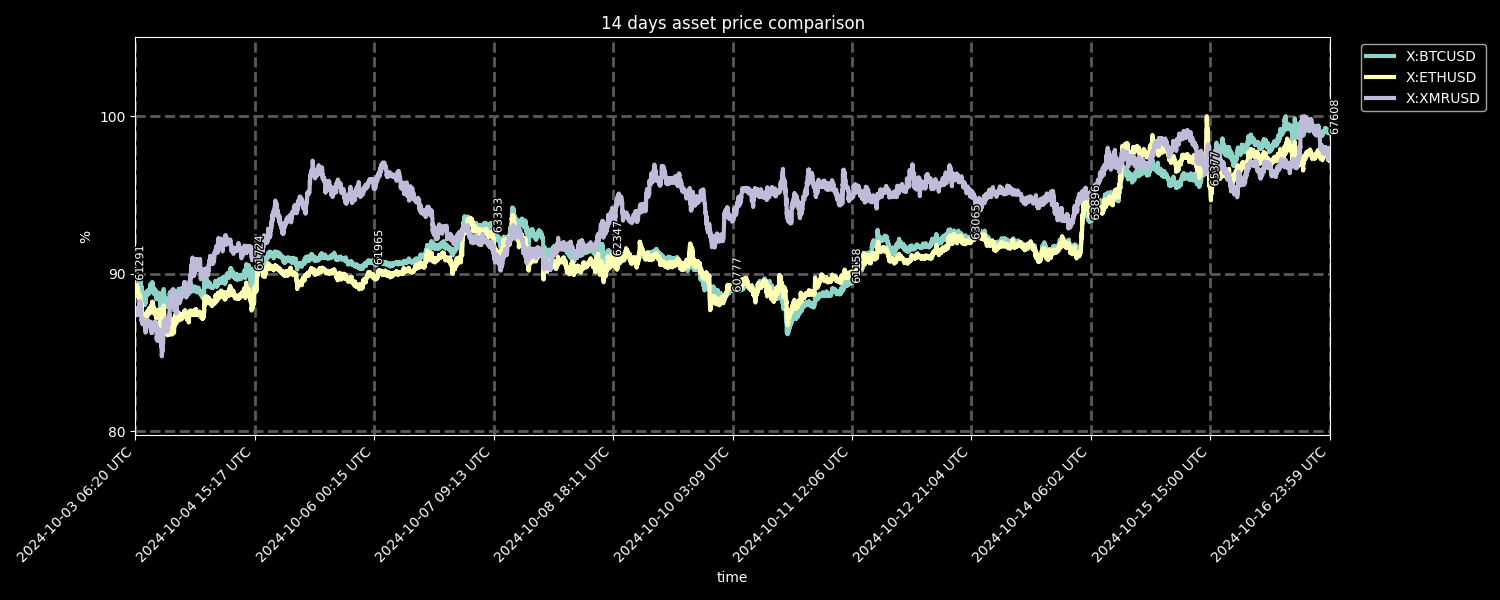 14 days asset price comparison
X:BTCUSD
X:ETHUSD
X:XMRUSD
100
90
80
%
61291
61724
61965
63353
62347
60777
61158
63065
63896
65377
67608
2024-10-03 06:20 UTC
2024-10-04 15:17 UTC
2024-10-06 00:15 UTC
2024-10-07 09:13 UTC
2024-10-08 18:11 UTC
2024-10-10 03:09 UTC
2024-10-11 12:06 UTC
2024-10-12 21:04 UTC
2024-10-14 06:02 UTC
2024-10-15 15:00 UTC
2024-10-16 23:59 UTC
time